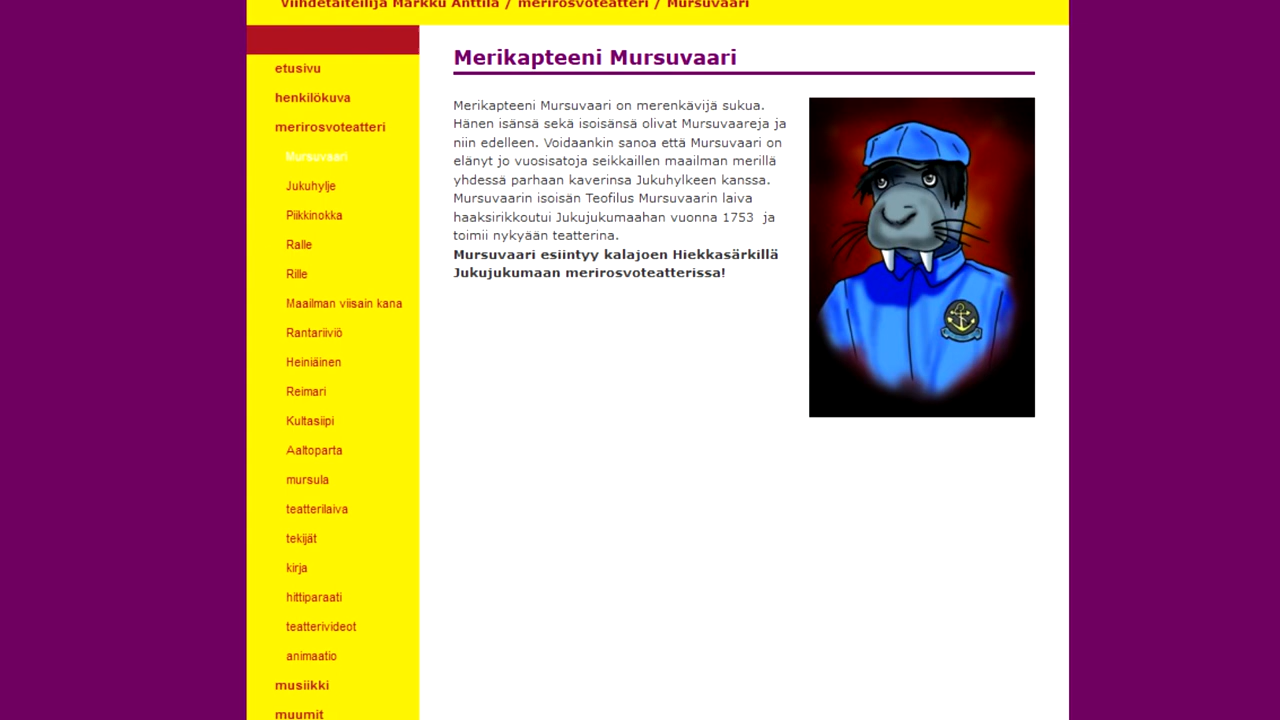 Viihdetaiteilija Markku Anttila / merirosvoteatteri / Mursuvaari
etusivu
henkilökuva
merirosvoteatteri
Mursuvaari
Jukuhylje
Piikkinokka
Ralle
Rille
Maailman viisain kana
Rantariiviö
Heiniäinen
Reimari
Kultasiipi
Aaltoparta
mursula
teatterilaiva
tekijät
kirja
hittiparaati
teatterivideot
animaatio
musiikki
muumit
Merikapteeni Mursuvaari
Merikapteeni Mursuvaari on merenkävijä sukua.
Hänen isänsä sekä isoisänsä olivat Mursuvaareja ja
niin edelleen. Voidaankin sanoa että Mursuvaari on
elänyt jo vuosisatoja seikkaillen maailman merillä
yhdessä parhaan kaverinsa Jukuhylkeen kanssa.
Mursuvaarin isoisän Teofilus Mursuvaarin laiva
haaksirikkoutui Jukujukumaahan vuonna 1753 ja
toimii nykyään teatterina.
Mursuvaari esiintyy kalajoen Hiekkasärkillä
Jukujukumaan merirosvoteatterissa!